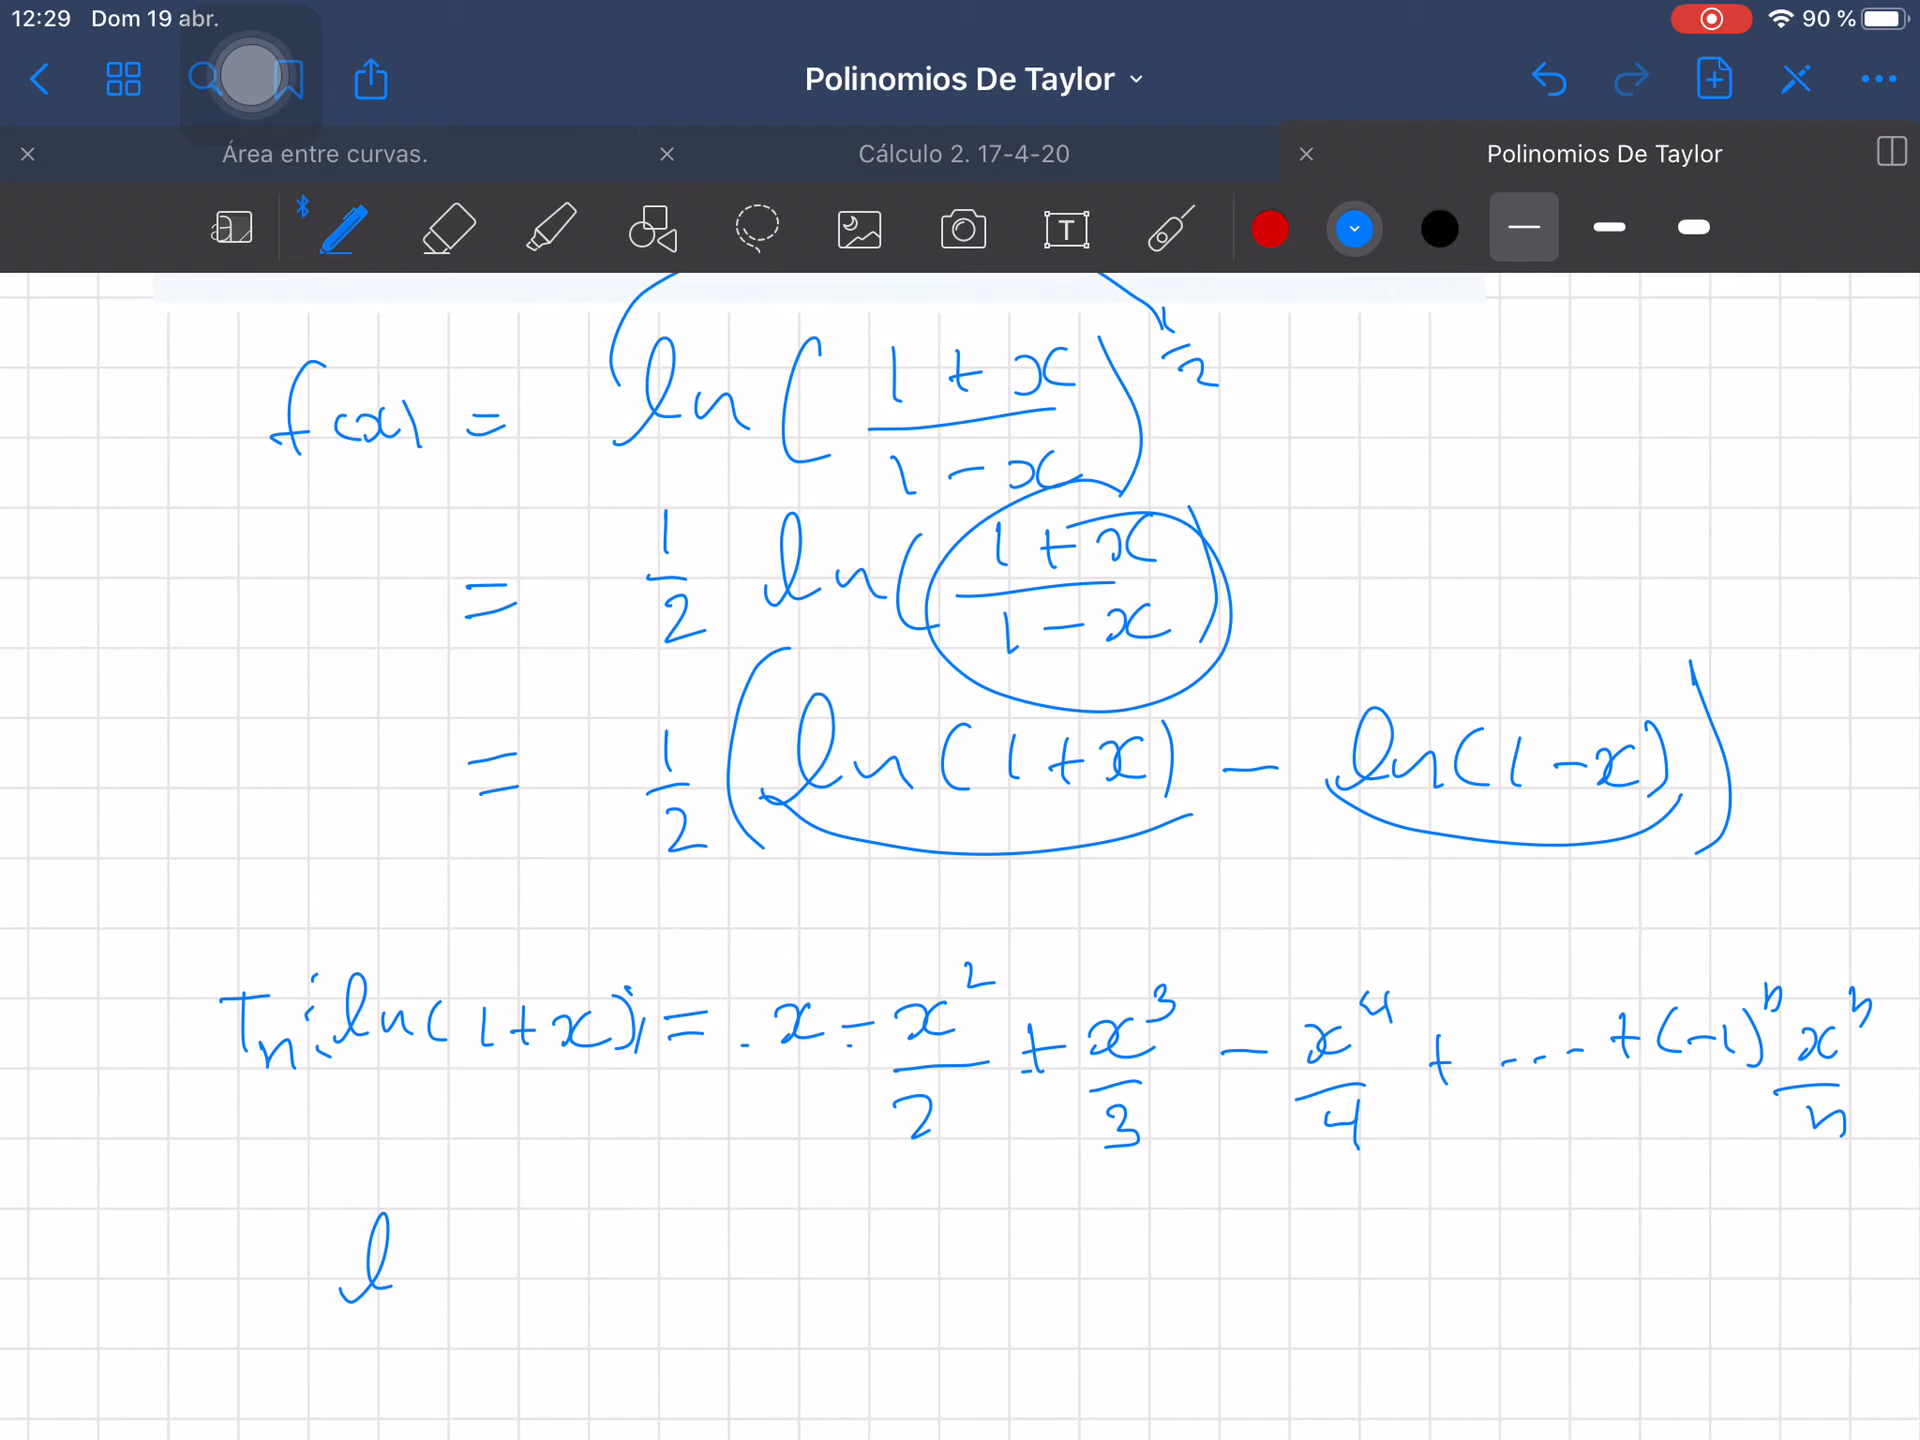 12:29 Dom 19 abr. 90 %
Polinomios De Taylor
Área entre curvas. Cálculo 2. 17-4-20 Polinomios De Taylor
T
f(x) = ln ( (1+x)/(1-x) )^(1/2)
= 1/2 ln ( (1+x)/(1-x) )
= 1/2 ( ln(1+x) - ln(1-x) )
Tn{ln(1+x)} = x - x^2/2 + x^3/3 - x^4/4 + ... + (-1)^n x^n/n
l